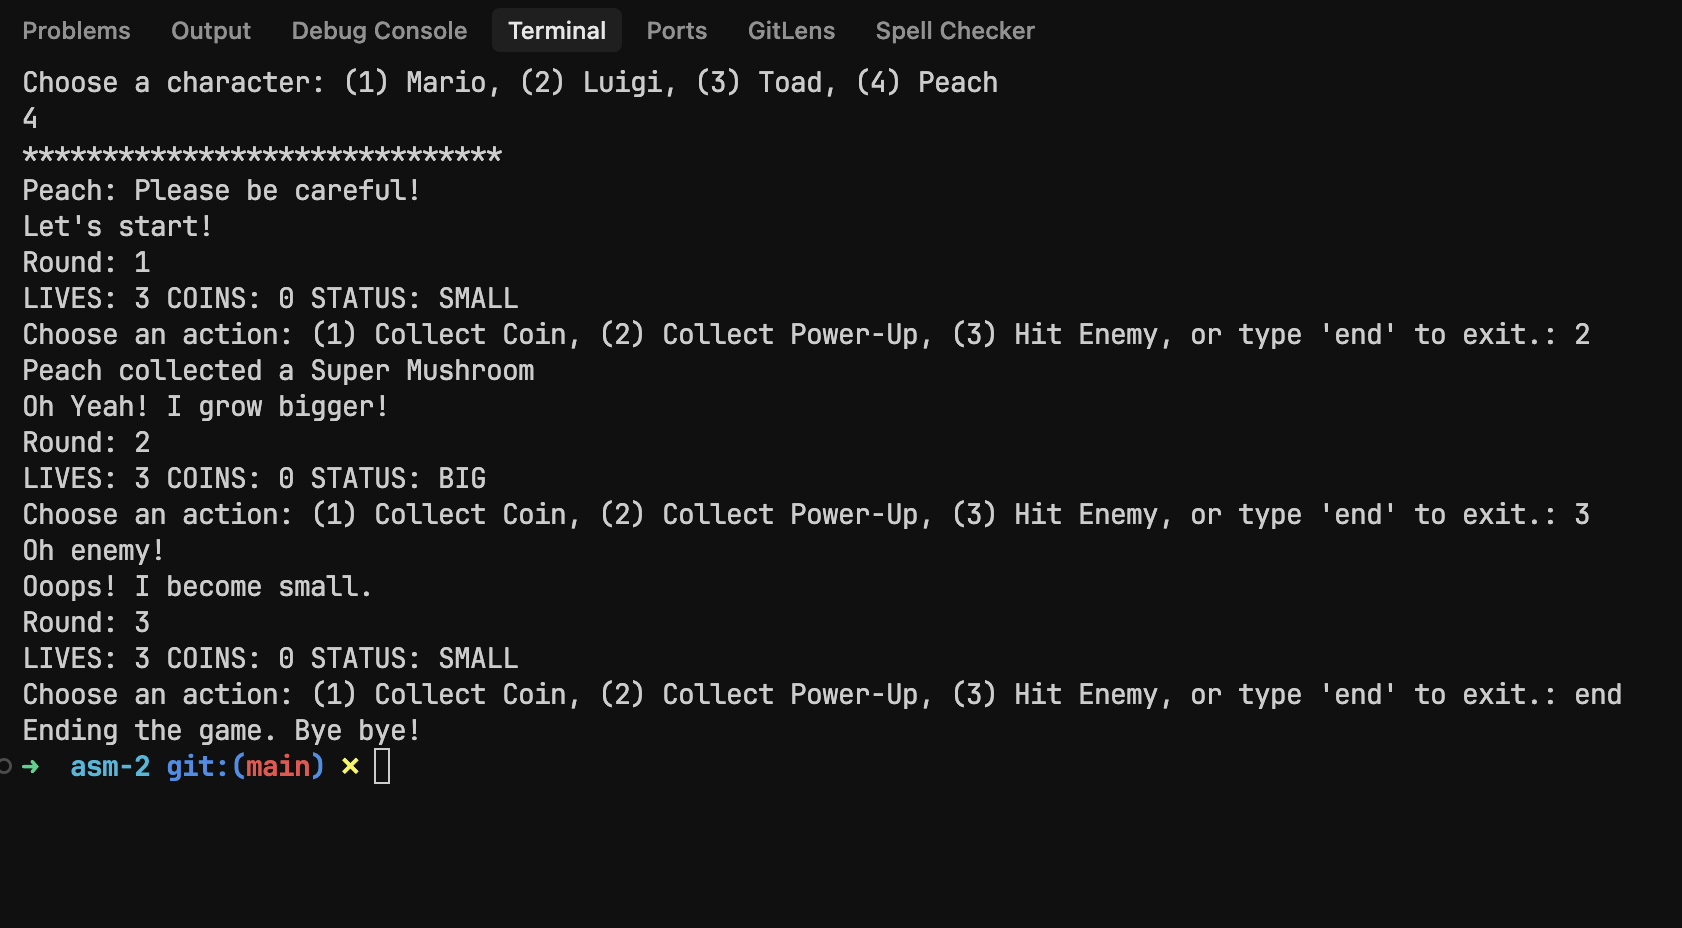 Problems Output Debug Console Terminal Ports GitLens Spell Checker
Choose a character: (1) Mario, (2) Luigi, (3) Toad, (4) Peach
4
******************************
Peach: Please be careful!
Let's start!
Round: 1
LIVES: 3 COINS: 0 STATUS: SMALL
Choose an action: (1) Collect Coin, (2) Collect Power-Up, (3) Hit Enemy, or type 'end' to exit.: 2
Peach collected a Super Mushroom
Oh Yeah! I grow bigger!
Round: 2
LIVES: 3 COINS: 0 STATUS: BIG
Choose an action: (1) Collect Coin, (2) Collect Power-Up, (3) Hit Enemy, or type 'end' to exit.: 3
Oh enemy!
Ooops! I become small.
Round: 3
LIVES: 3 COINS: 0 STATUS: SMALL
Choose an action: (1) Collect Coin, (2) Collect Power-Up, (3) Hit Enemy, or type 'end' to exit.: end
Ending the game. Bye bye!
➜ asm-2 git:(main) ✗